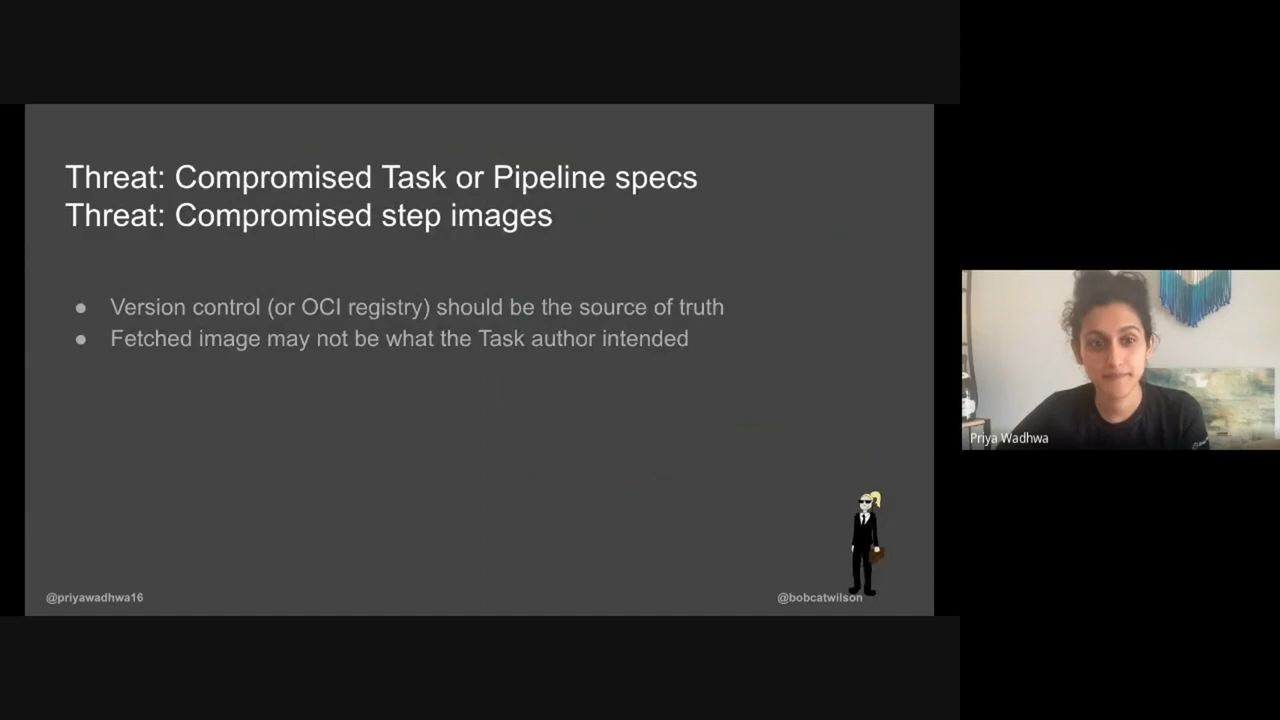 Threat: Compromised Task or Pipeline specs
Threat: Compromised step images
● Version control (or OCI registry) should be the source of truth
● Fetched image may not be what the Task author intended
@priyawadhwa16
@bobcatwilson
Priya Wadhwa